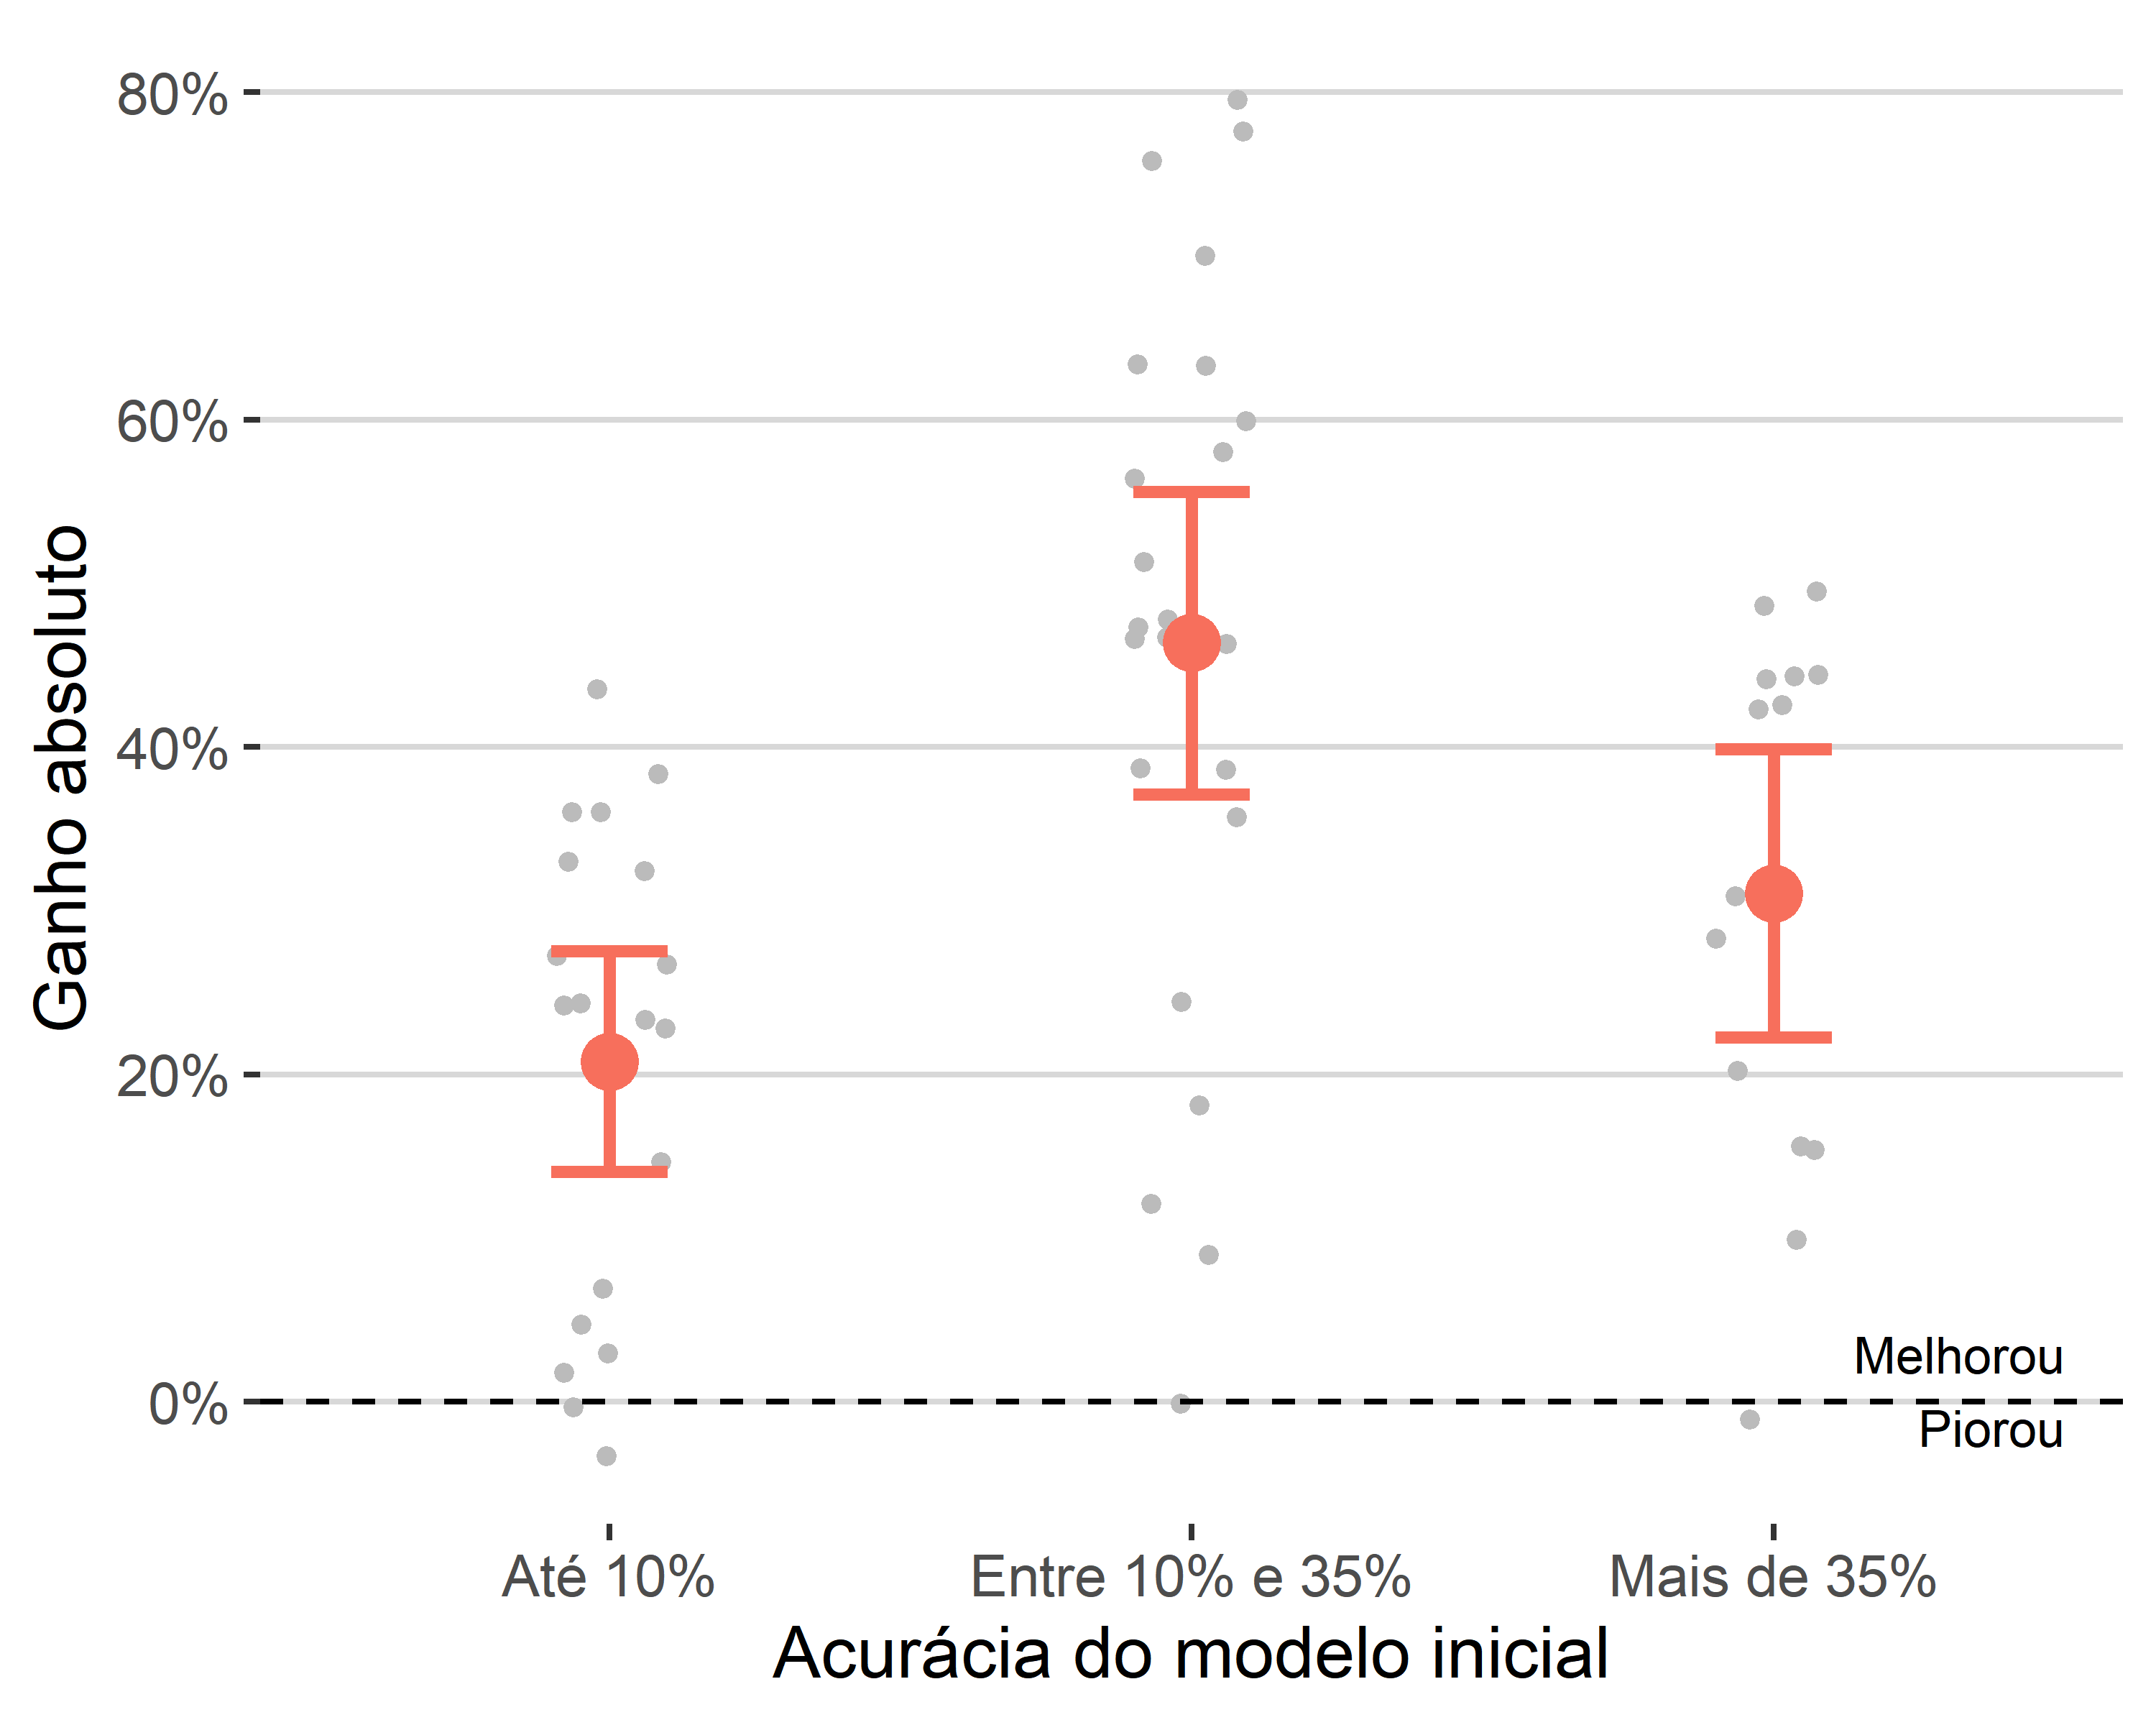 80%
60%
40%
20%
0%
Ganho absoluto
Melhorou
Piorou
Até 10%
Entre 10% e 35%
Mais de 35%
Acurácia do modelo inicial